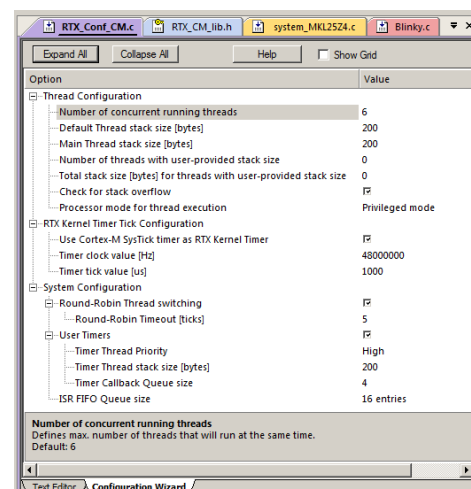 RTX_Conf_CM.c RTX_CM_lib.h system_MKL25Z4.c Blinky.c
Expand All Collapse All Help Show Grid
Option Value
Thread Configuration
Number of concurrent running threads 6
Default Thread stack size [bytes] 200
Main Thread stack size [bytes] 200
Number of threads with user-provided stack size 0
Total stack size [bytes] for threads with user-provided stack size 0
Check for stack overflow
Processor mode for thread execution Privileged mode
RTX Kernel Timer Tick Configuration
Use Cortex-M SysTick timer as RTX Kernel Timer
Timer clock value [Hz] 48000000
Timer tick value [us] 1000
System Configuration
Round-Robin Thread switching
Round-Robin Timeout [ticks] 5
User Timers
Timer Thread Priority High
Timer Thread stack size [bytes] 200
Timer Callback Queue size 4
ISR FIFO Queue size 16 entries
Number of concurrent running threads
Defines max. number of threads that will run at the same time.
Default: 6
Text Editor Configuration Wizard